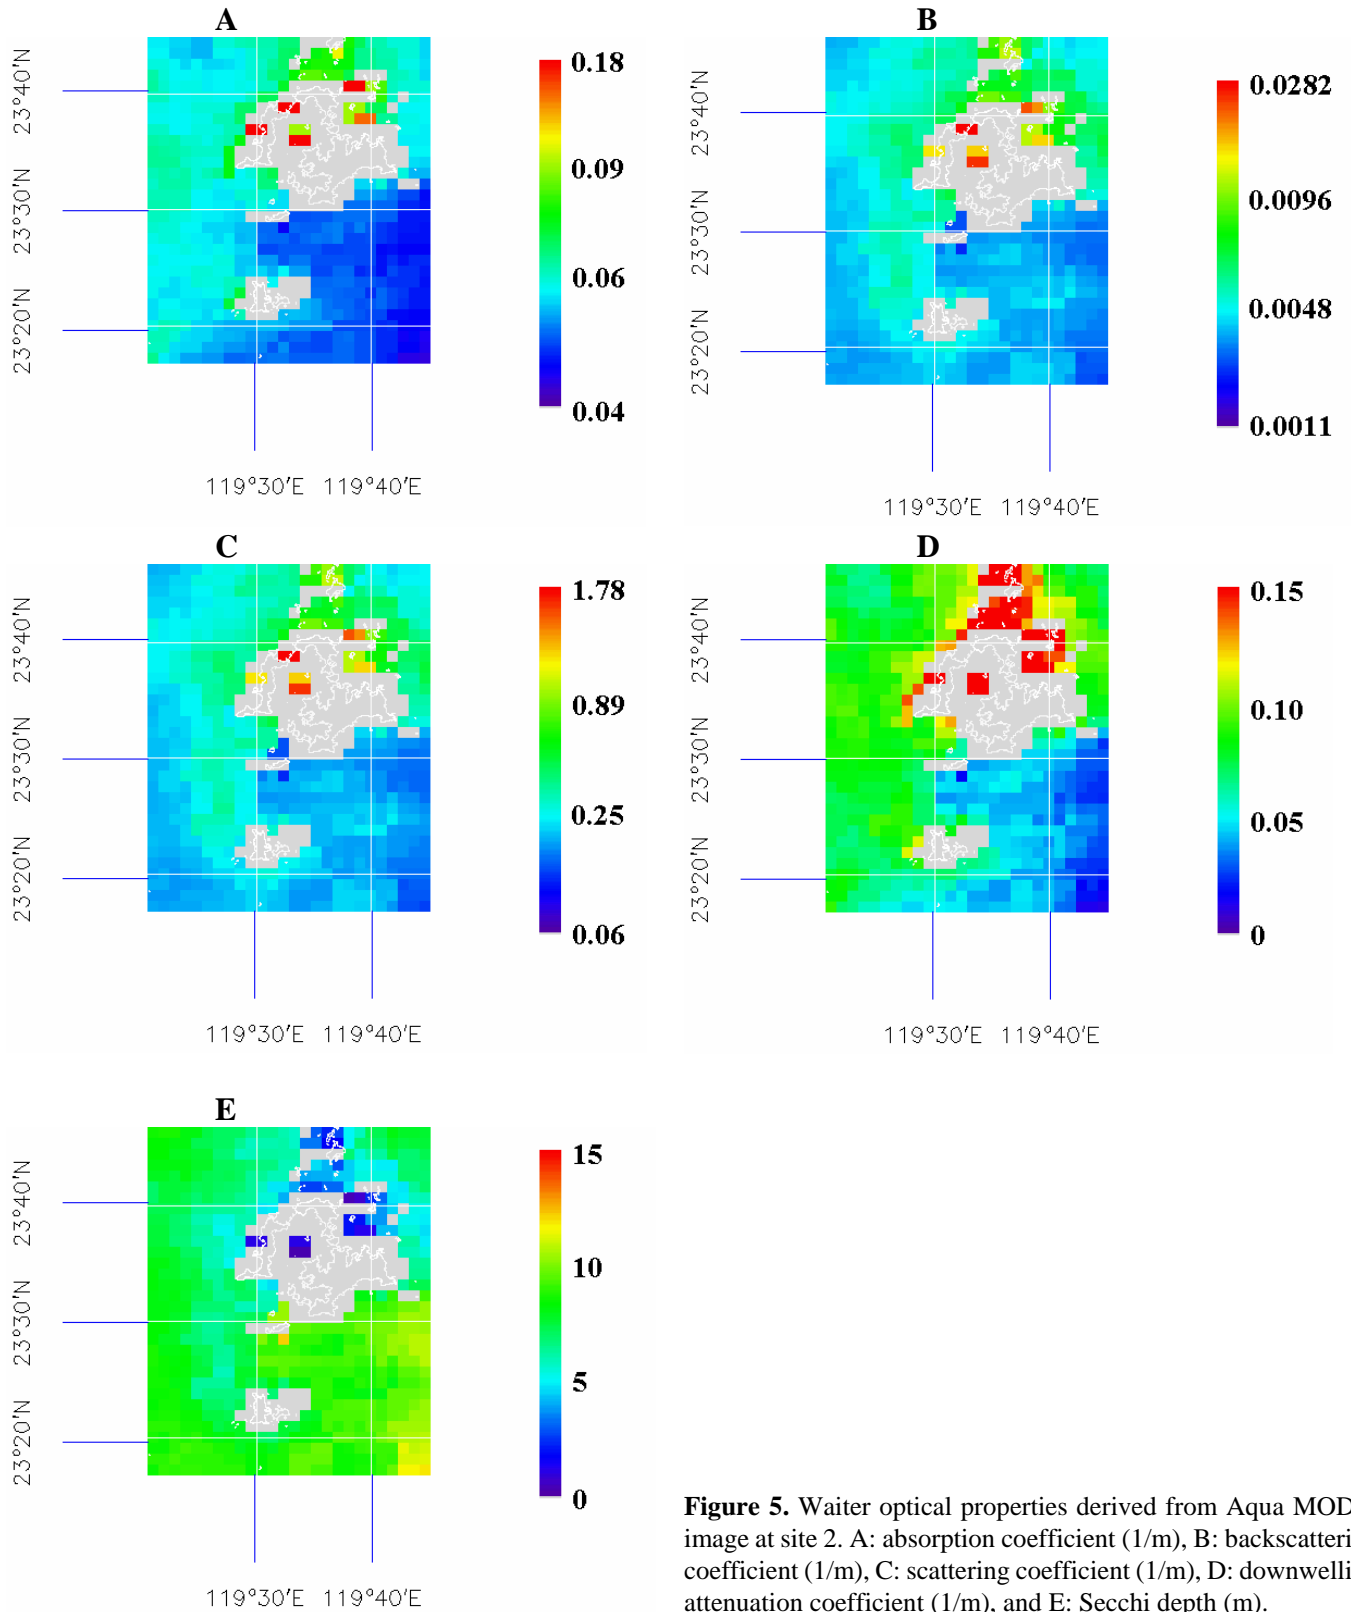 A
23°40'N
23°30'N
23°20'N
119°30'E 119°40'E
0.18
0.09
0.06
0.04
B
23°40'N
23°30'N
23°20'N
119°30'E 119°40'E
0.0282
0.0096
0.0048
0.0011
C
23°40'N
23°30'N
23°20'N
119°30'E 119°40'E
1.78
0.89
0.25
0.06
D
23°40'N
23°30'N
23°20'N
119°30'E 119°40'E
0.15
0.10
0.05
0
E
23°40'N
23°30'N
23°20'N
119°30'E 119°40'E
15
10
5
0
Figure 5. Waiter optical properties derived from Aqua MOD
image at site 2. A: absorption coefficient (1/m), B: backscatteri
coefficient (1/m), C: scattering coefficient (1/m), D: downwelli
attenuation coefficient (1/m), and E: Secchi depth (m).